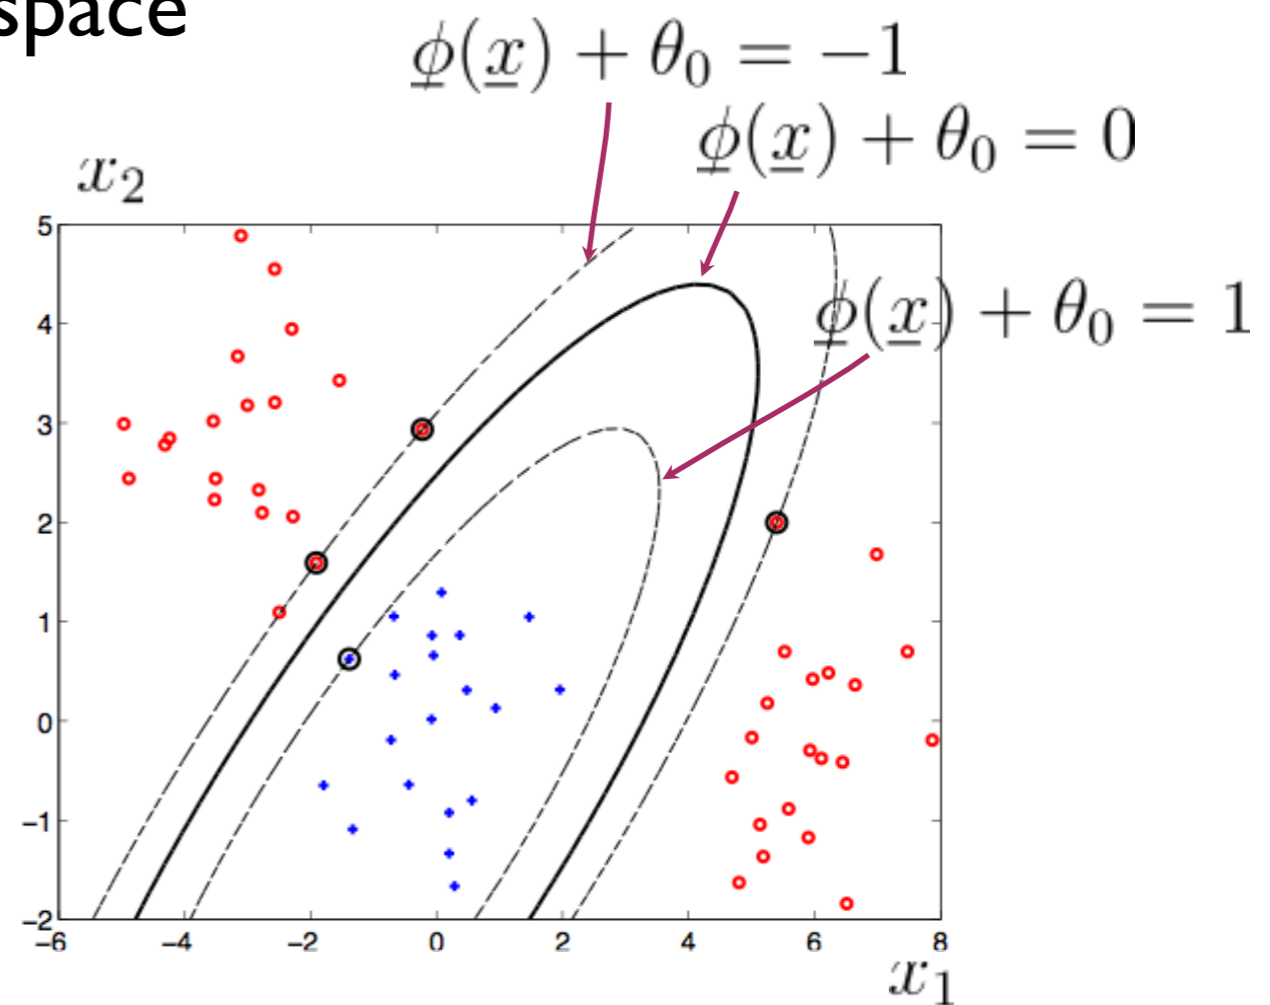 space
ϕ(x) + θ₀ = −1
ϕ(x) + θ₀ = 0
x₂
ϕ(x) + θ₀ = 1
5
4
3
2
1
0
−1
−2
−6 −4 −2 0 2 4 6 8
x₁